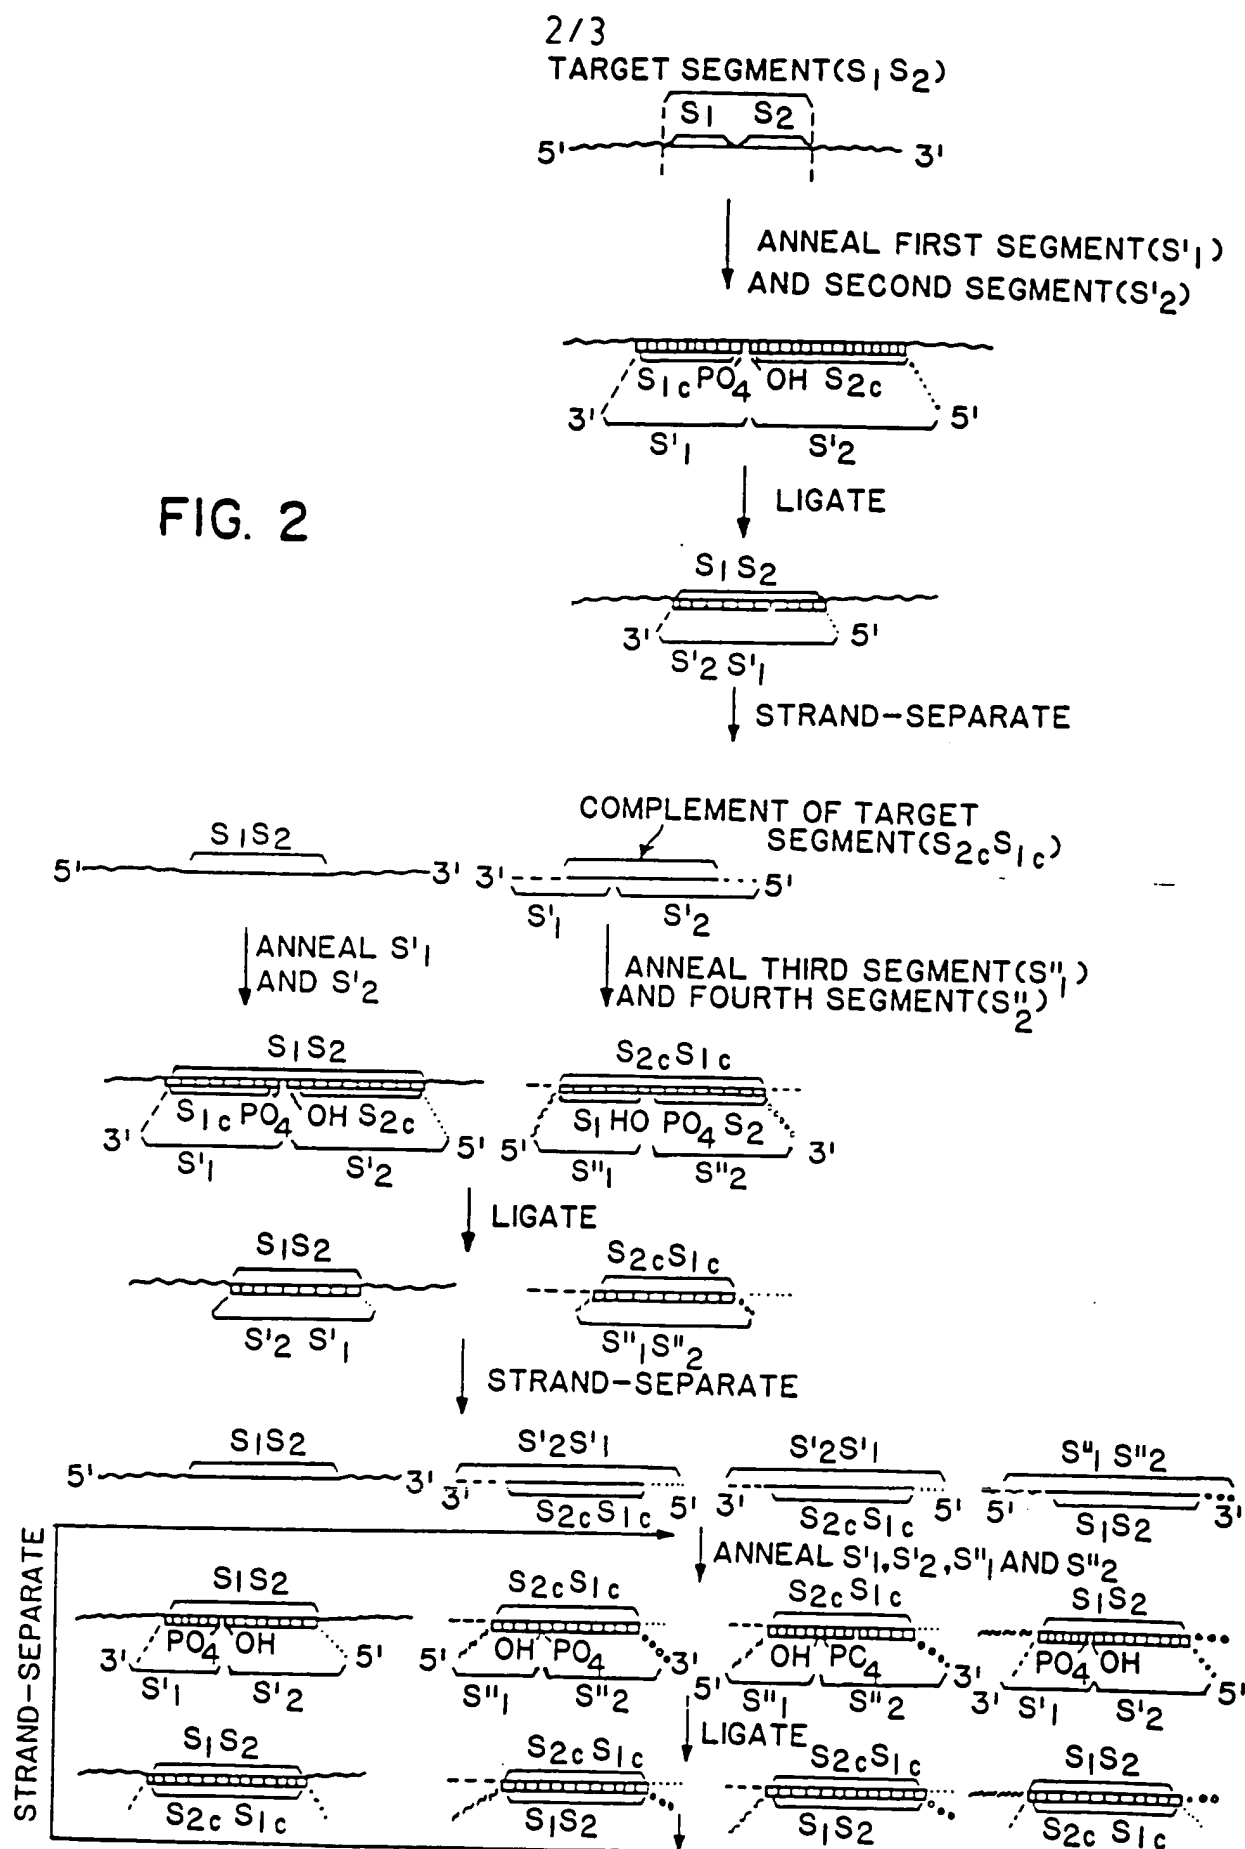 2/3
TARGET SEGMENT(S1S2)
S1 S2
5' 3'
ANNEAL FIRST SEGMENT(S'1)
AND SECOND SEGMENT(S'2)
S1c PO4 OH S2c
3' 5'
S'1 S'2
LIGATE
FIG. 2
S1S2
3' 5'
S'2 S'1
STRAND-SEPARATE
COMPLEMENT OF TARGET
SEGMENT(S2cS1c)
S1S2
5' 3' 3' 5'
S'1 S'2
ANNEAL S'1
AND S'2
ANNEAL THIRD SEGMENT(S"1)
AND FOURTH SEGMENT(S"2)
S1S2 S2cS1c
S1c PO4 OH S2c S1 HO PO4 S2
3' 5' 5' 3'
S'1 S'2 S"1 S"2
LIGATE
S1S2 S2cS1c
S'2 S'1 S"1S"2
STRAND-SEPARATE
S1S2 S'2S'1 S'2S'1 S"1 S"2
5' 3' 3' 5' 3' 5' 5' 3'
S2cS1c S2cS1c S1S2
ANNEAL S'1,S'2,S"1 AND S"2
STRAND-SEPARATE
S1S2 S2cS1c S2cS1c S1S2
PO4 OH OH PO4 OH PC4 PO4 OH
3' 5' 5' 3' 5' 3' 3' 5'
S'1 S'2 S"1 S"2 S"1 S"2 S'1 S'2
LIGATE
S1S2 S2cS1c S2cS1c S1S2
S2c S1c S1S2 S1S2 S2c S1c